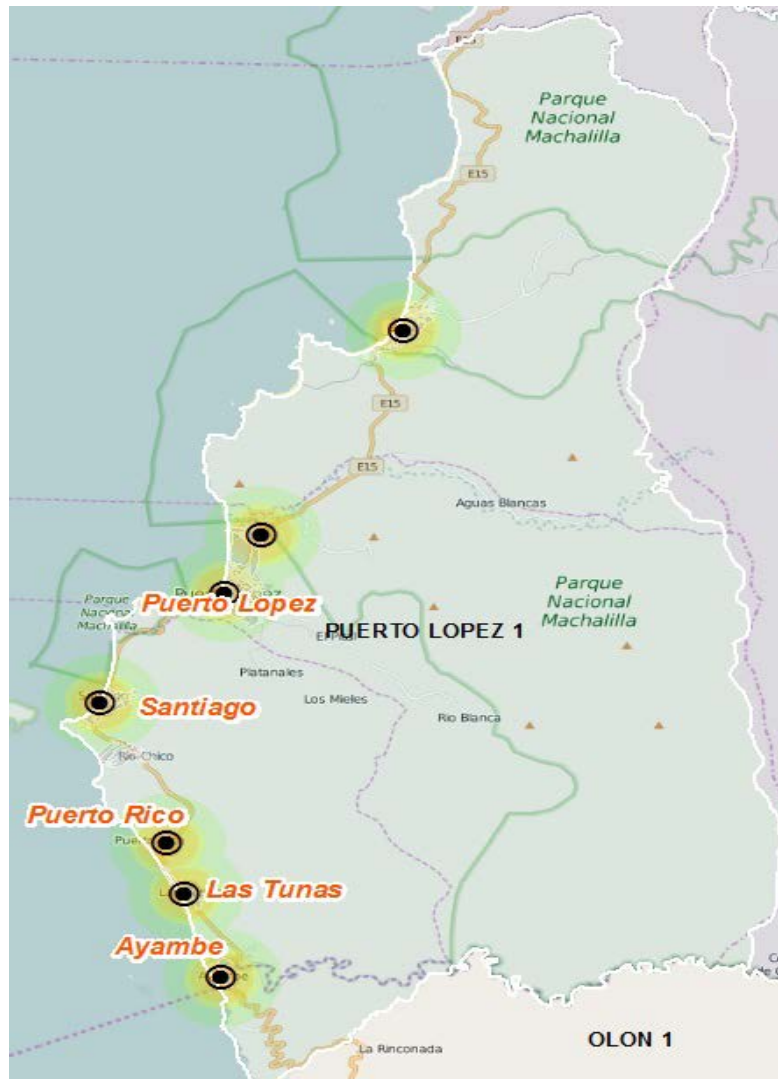 E15
Parque
Nacional
Machalilla
E15
E15
E15
Aguas Blancas
Parque
Nacional
Machalilla
Parque
Nacional
Puerto Lopez
PUERTO LOPEZ 1
Platanales
Los Mieles
Rio Blanca
Santiago
Rio Chico
Puerto Rico
Las Tunas
Ayambe
OLON 1
La Rinconada